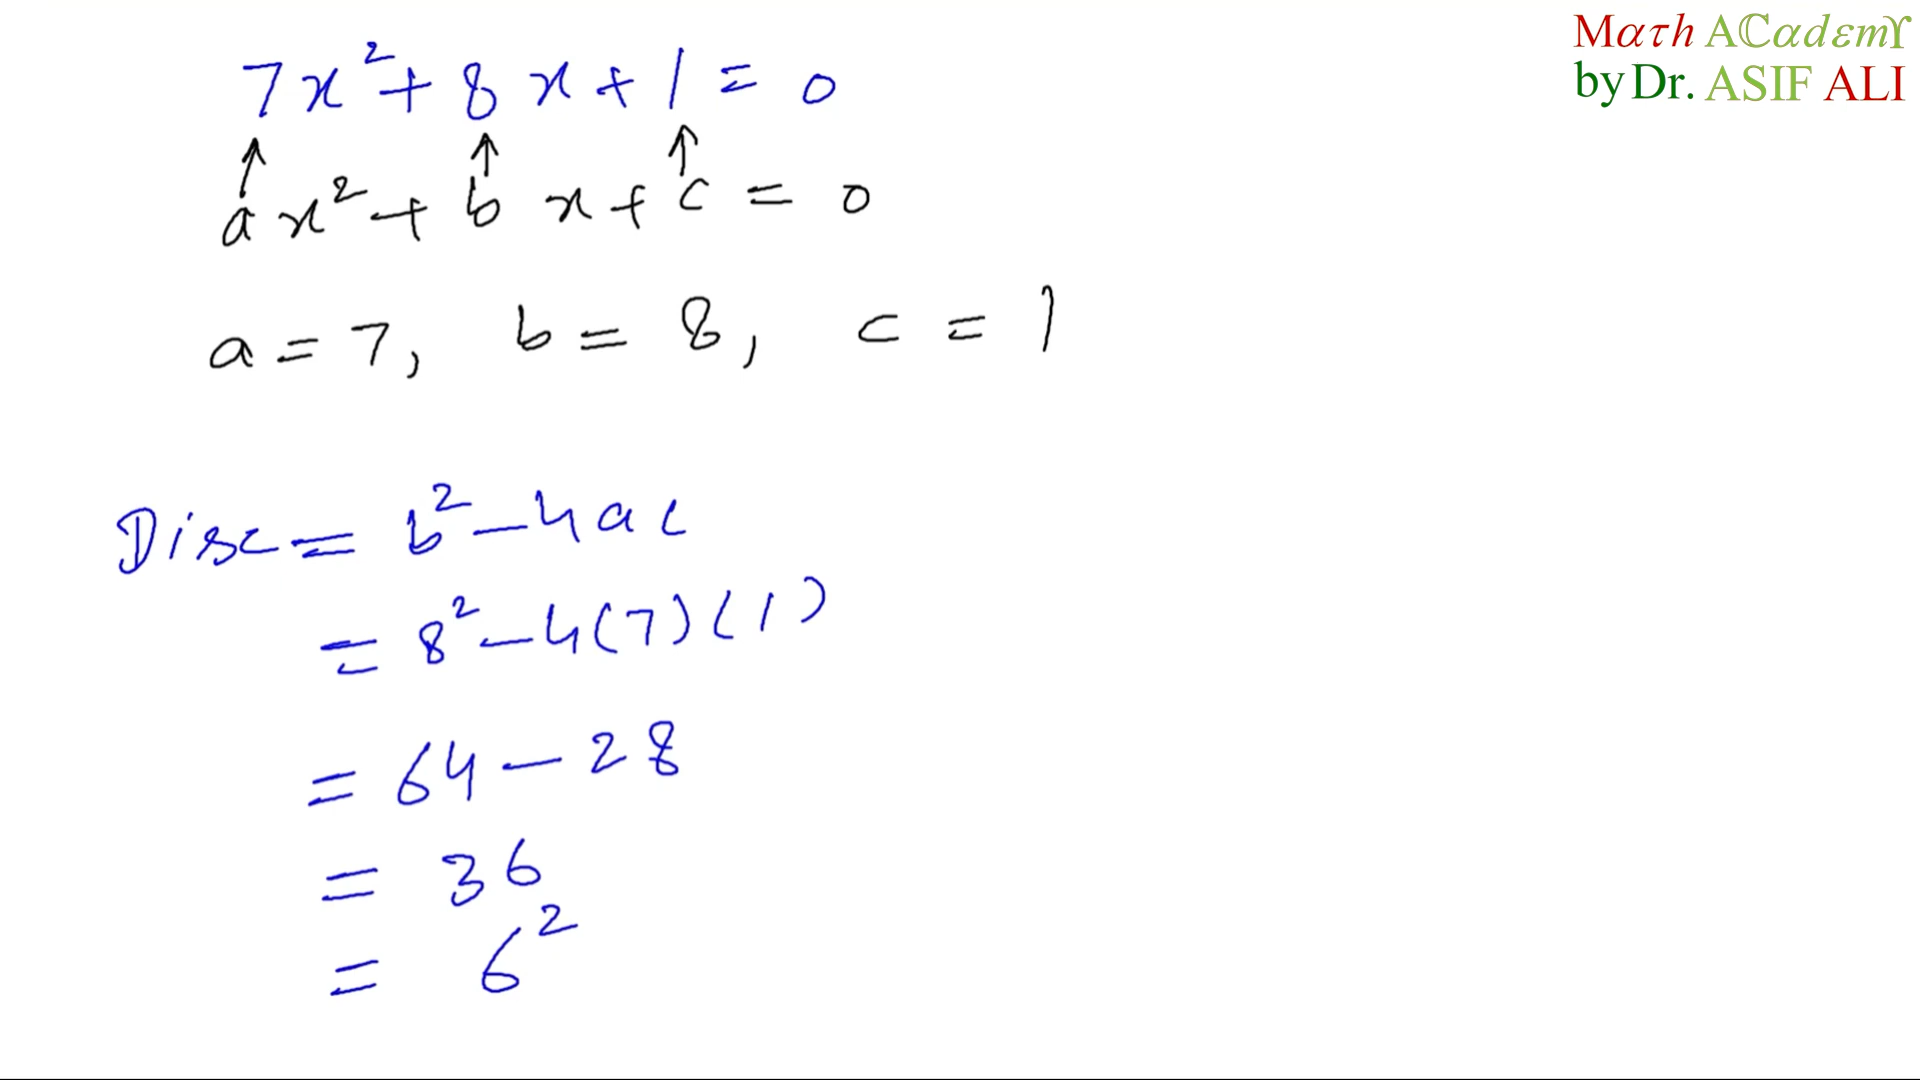 Mατh Aℂαdεmϒ
by Dr. ASIF ALI
7x² + 8x + 1 = 0
↑ ↑ ↑
ax² + bx + c = 0
a = 7, b = 8, c = 1
Disc = b² - 4ac
= 8² - 4(7)(1)
= 64 - 28
= 36
= 6²